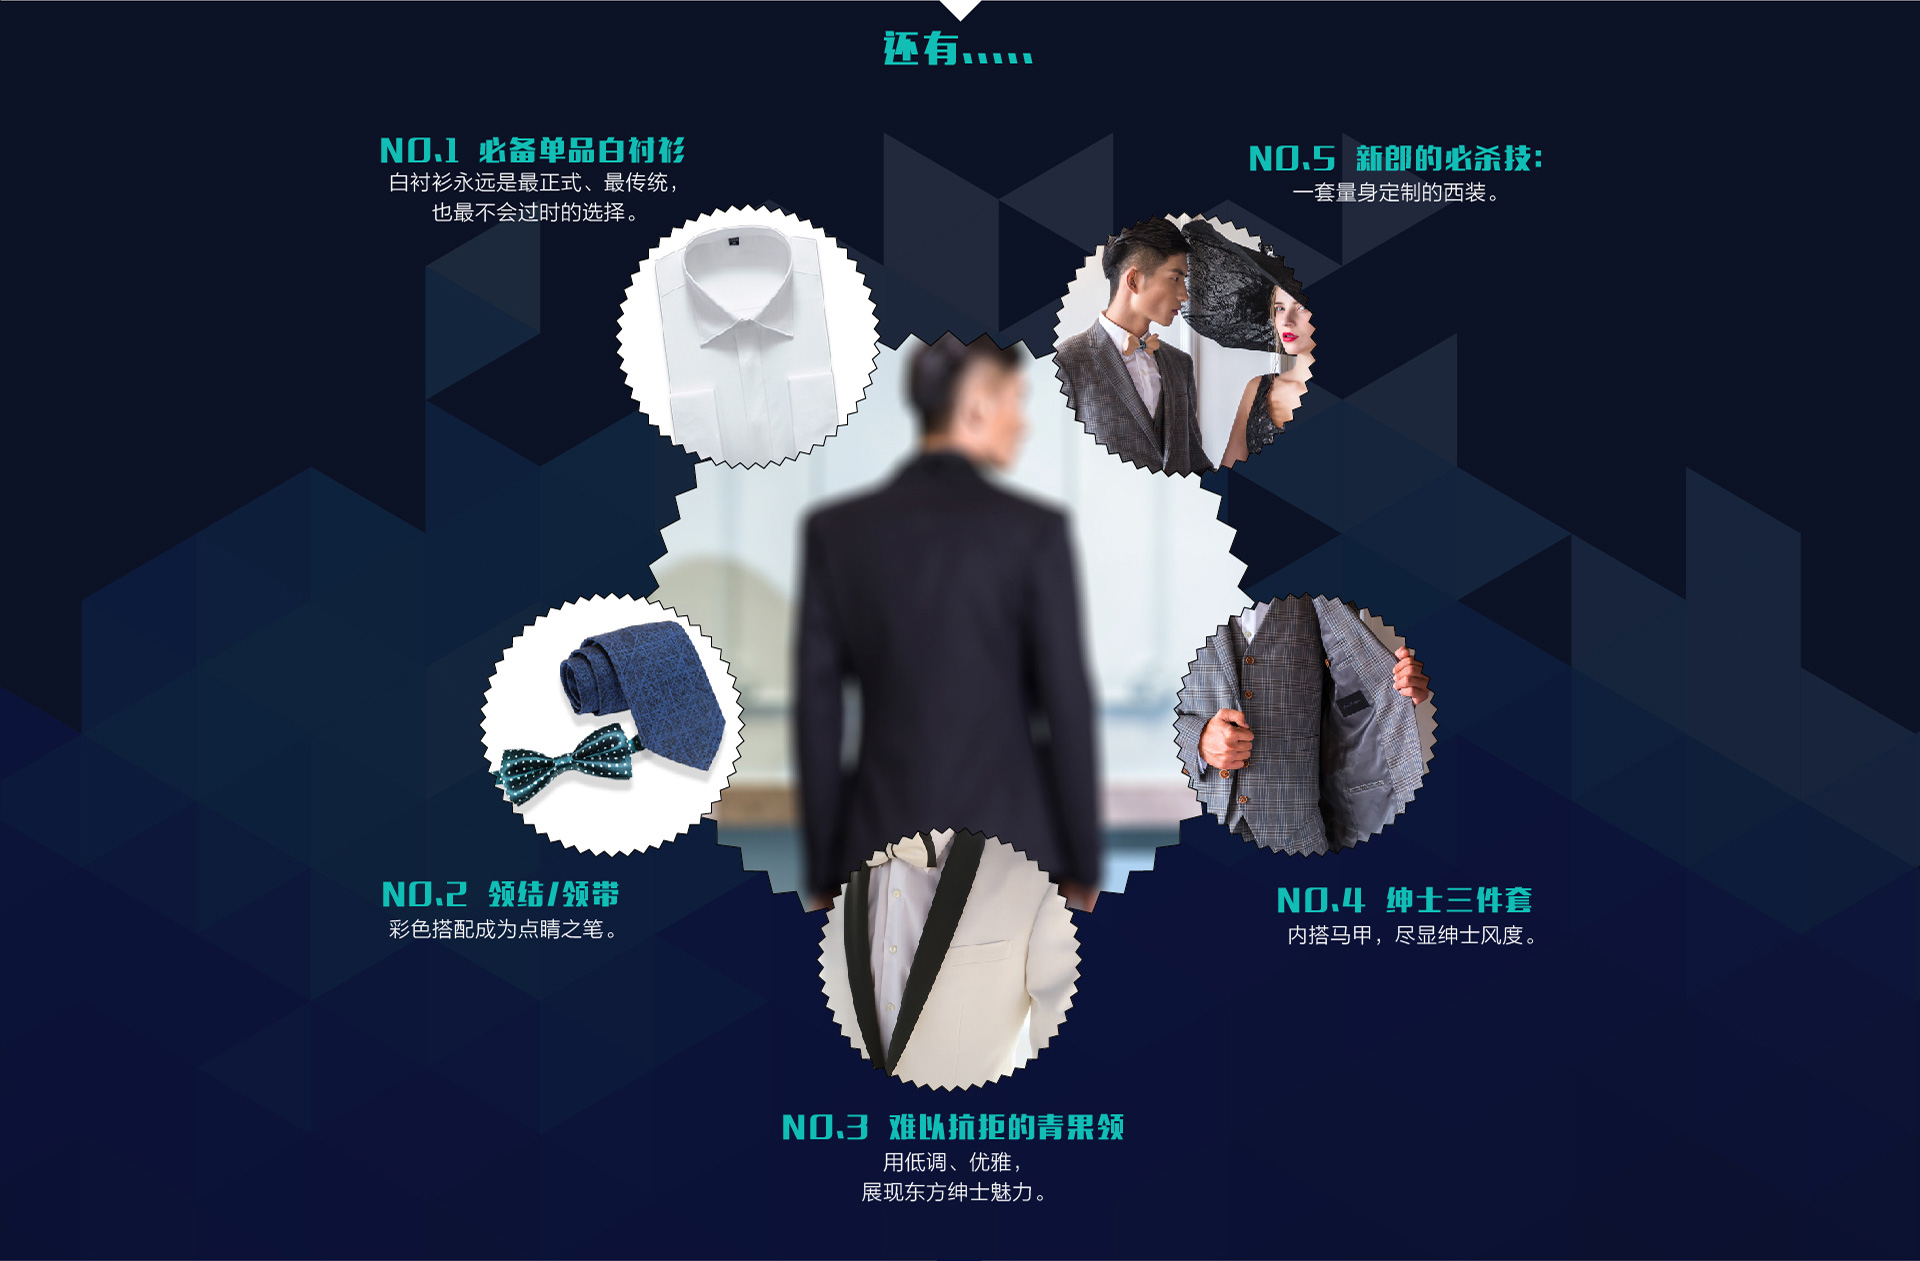 还有、、、、、
NO、1 必备单品白衬衫
白衬衫永远是最正式、最传统，
也最不会过时的选择。
NO、5 新郎的必杀技：
一套量身定制的西装。
NO、2 领结/领带
彩色搭配成为点睛之笔。
NO、4 绅士三件套
内搭马甲，尽显绅士风度。
NO、3 难以抗拒的青果领
用低调、优雅，
展现东方绅士魅力。